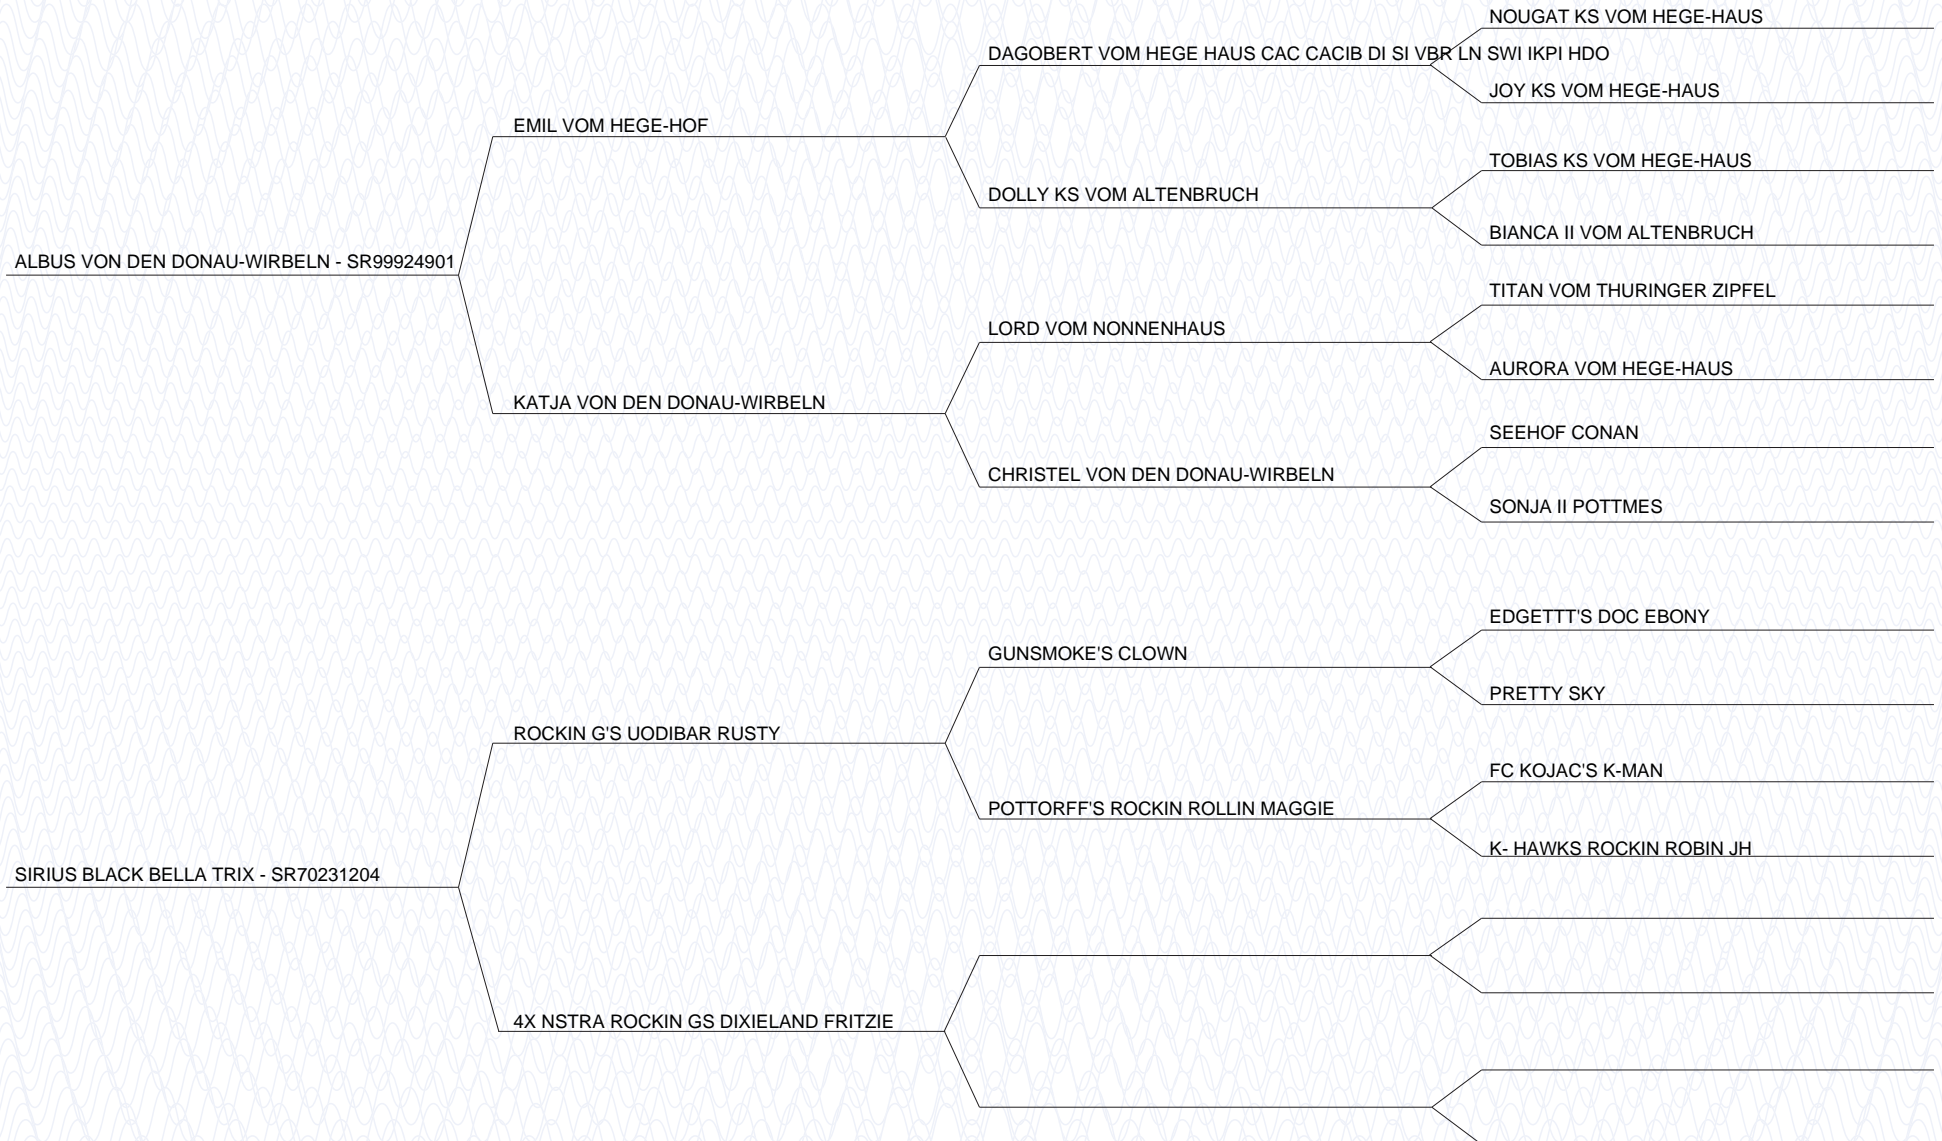 NOUGAT KS VOM HEGE-HAUS
DAGOBERT VOM HEGE HAUS CAC CACIB DI SI VBR LN SWI IKPI HDO
JOY KS VOM HEGE-HAUS
EMIL VOM HEGE-HOF
TOBIAS KS VOM HEGE-HAUS
DOLLY KS VOM ALTENBRUCH
BIANCA II VOM ALTENBRUCH
ALBUS VON DEN DONAU-WIRBELN - SR99924901
TITAN VOM THURINGER ZIPFEL
LORD VOM NONNENHAUS
AURORA VOM HEGE-HAUS
KATJA VON DEN DONAU-WIRBELN
SEEHOF CONAN
CHRISTEL VON DEN DONAU-WIRBELN
SONJA II POTTMES
EDGETTT'S DOC EBONY
GUNSMOKE'S CLOWN
PRETTY SKY
ROCKIN G'S UODIBAR RUSTY
FC KOJAC'S K-MAN
POTTORFF'S ROCKIN ROLLIN MAGGIE
K- HAWKS ROCKIN ROBIN JH
SIRIUS BLACK BELLA TRIX - SR70231204
4X NSTRA ROCKIN GS DIXIELAND FRITZIE